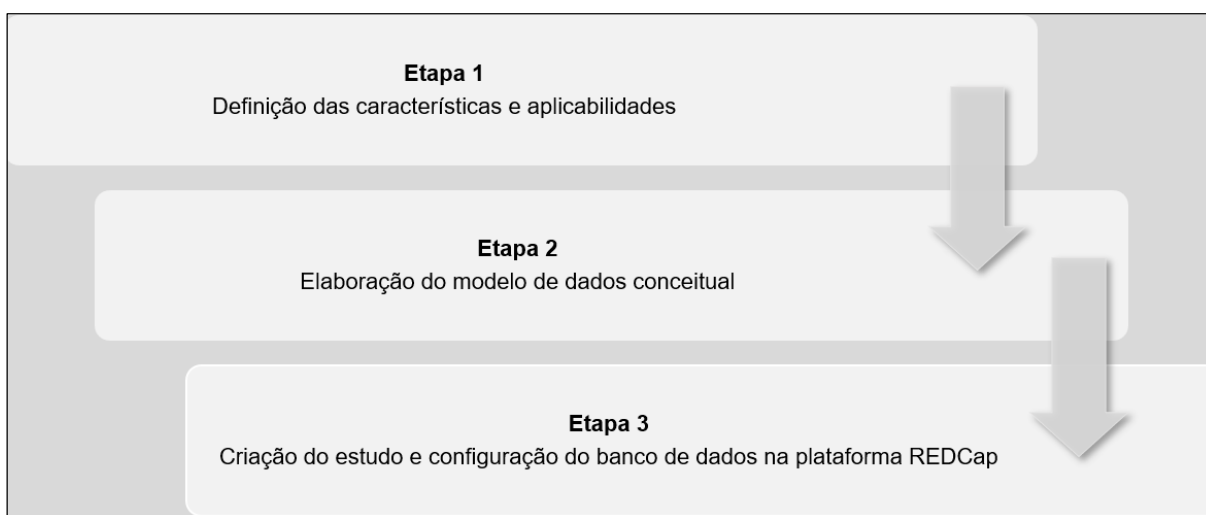 Etapa 1
Definição das características e aplicabilidades
Etapa 2
Elaboração do modelo de dados conceitual
Etapa 3
Criação do estudo e configuração do banco de dados na plataforma REDCap